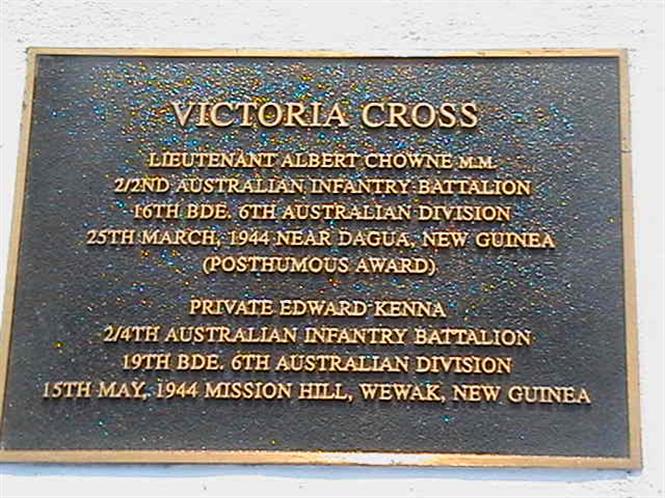 VICTORIA CROSS
LIEUTENANT ALBERT CHOWNE M.M.
2/2ND AUSTRALIAN INFANTRY BATTALION
16TH BDE. 6TH AUSTRALIAN DIVISION
25TH MARCH, 1944 NEAR DAGUA, NEW GUINEA
(POSTHUMOUS AWARD)
PRIVATE EDWARD KENNA
2/4TH AUSTRALIAN INFANTRY BATTALION
19TH BDE. 6TH AUSTRALIAN DIVISION
15TH MAY, 1944 MISSION HILL, WEWAK, NEW GUINEA